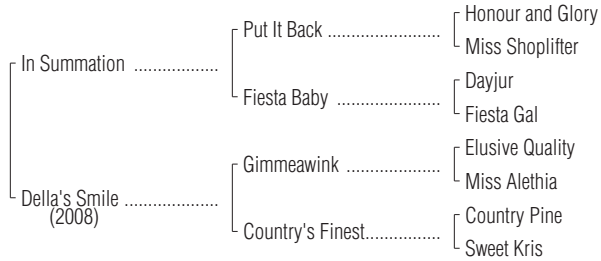 Honour and Glory
Put It Back ....................
Miss Shoplifter
In Summation ...............
Dayjur
Fiesta Baby ..................
Fiesta Gal
Elusive Quality
Gimmeawink .................
Miss Alethia
Della's Smile .................
(2008)
Country Pine
Country's Finest..............
Sweet Kris